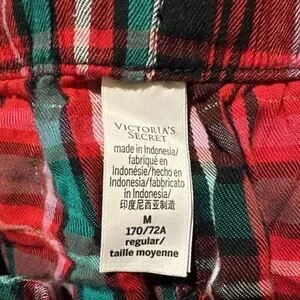 VICTORIA'S
SECRET
made in Indonesia/
fabriqué en
Indonésie/hecho en
Indonesia/fabbricato
in Indonesia/
印度尼西亚制造
M
170/72A
regular/
taille moyenne